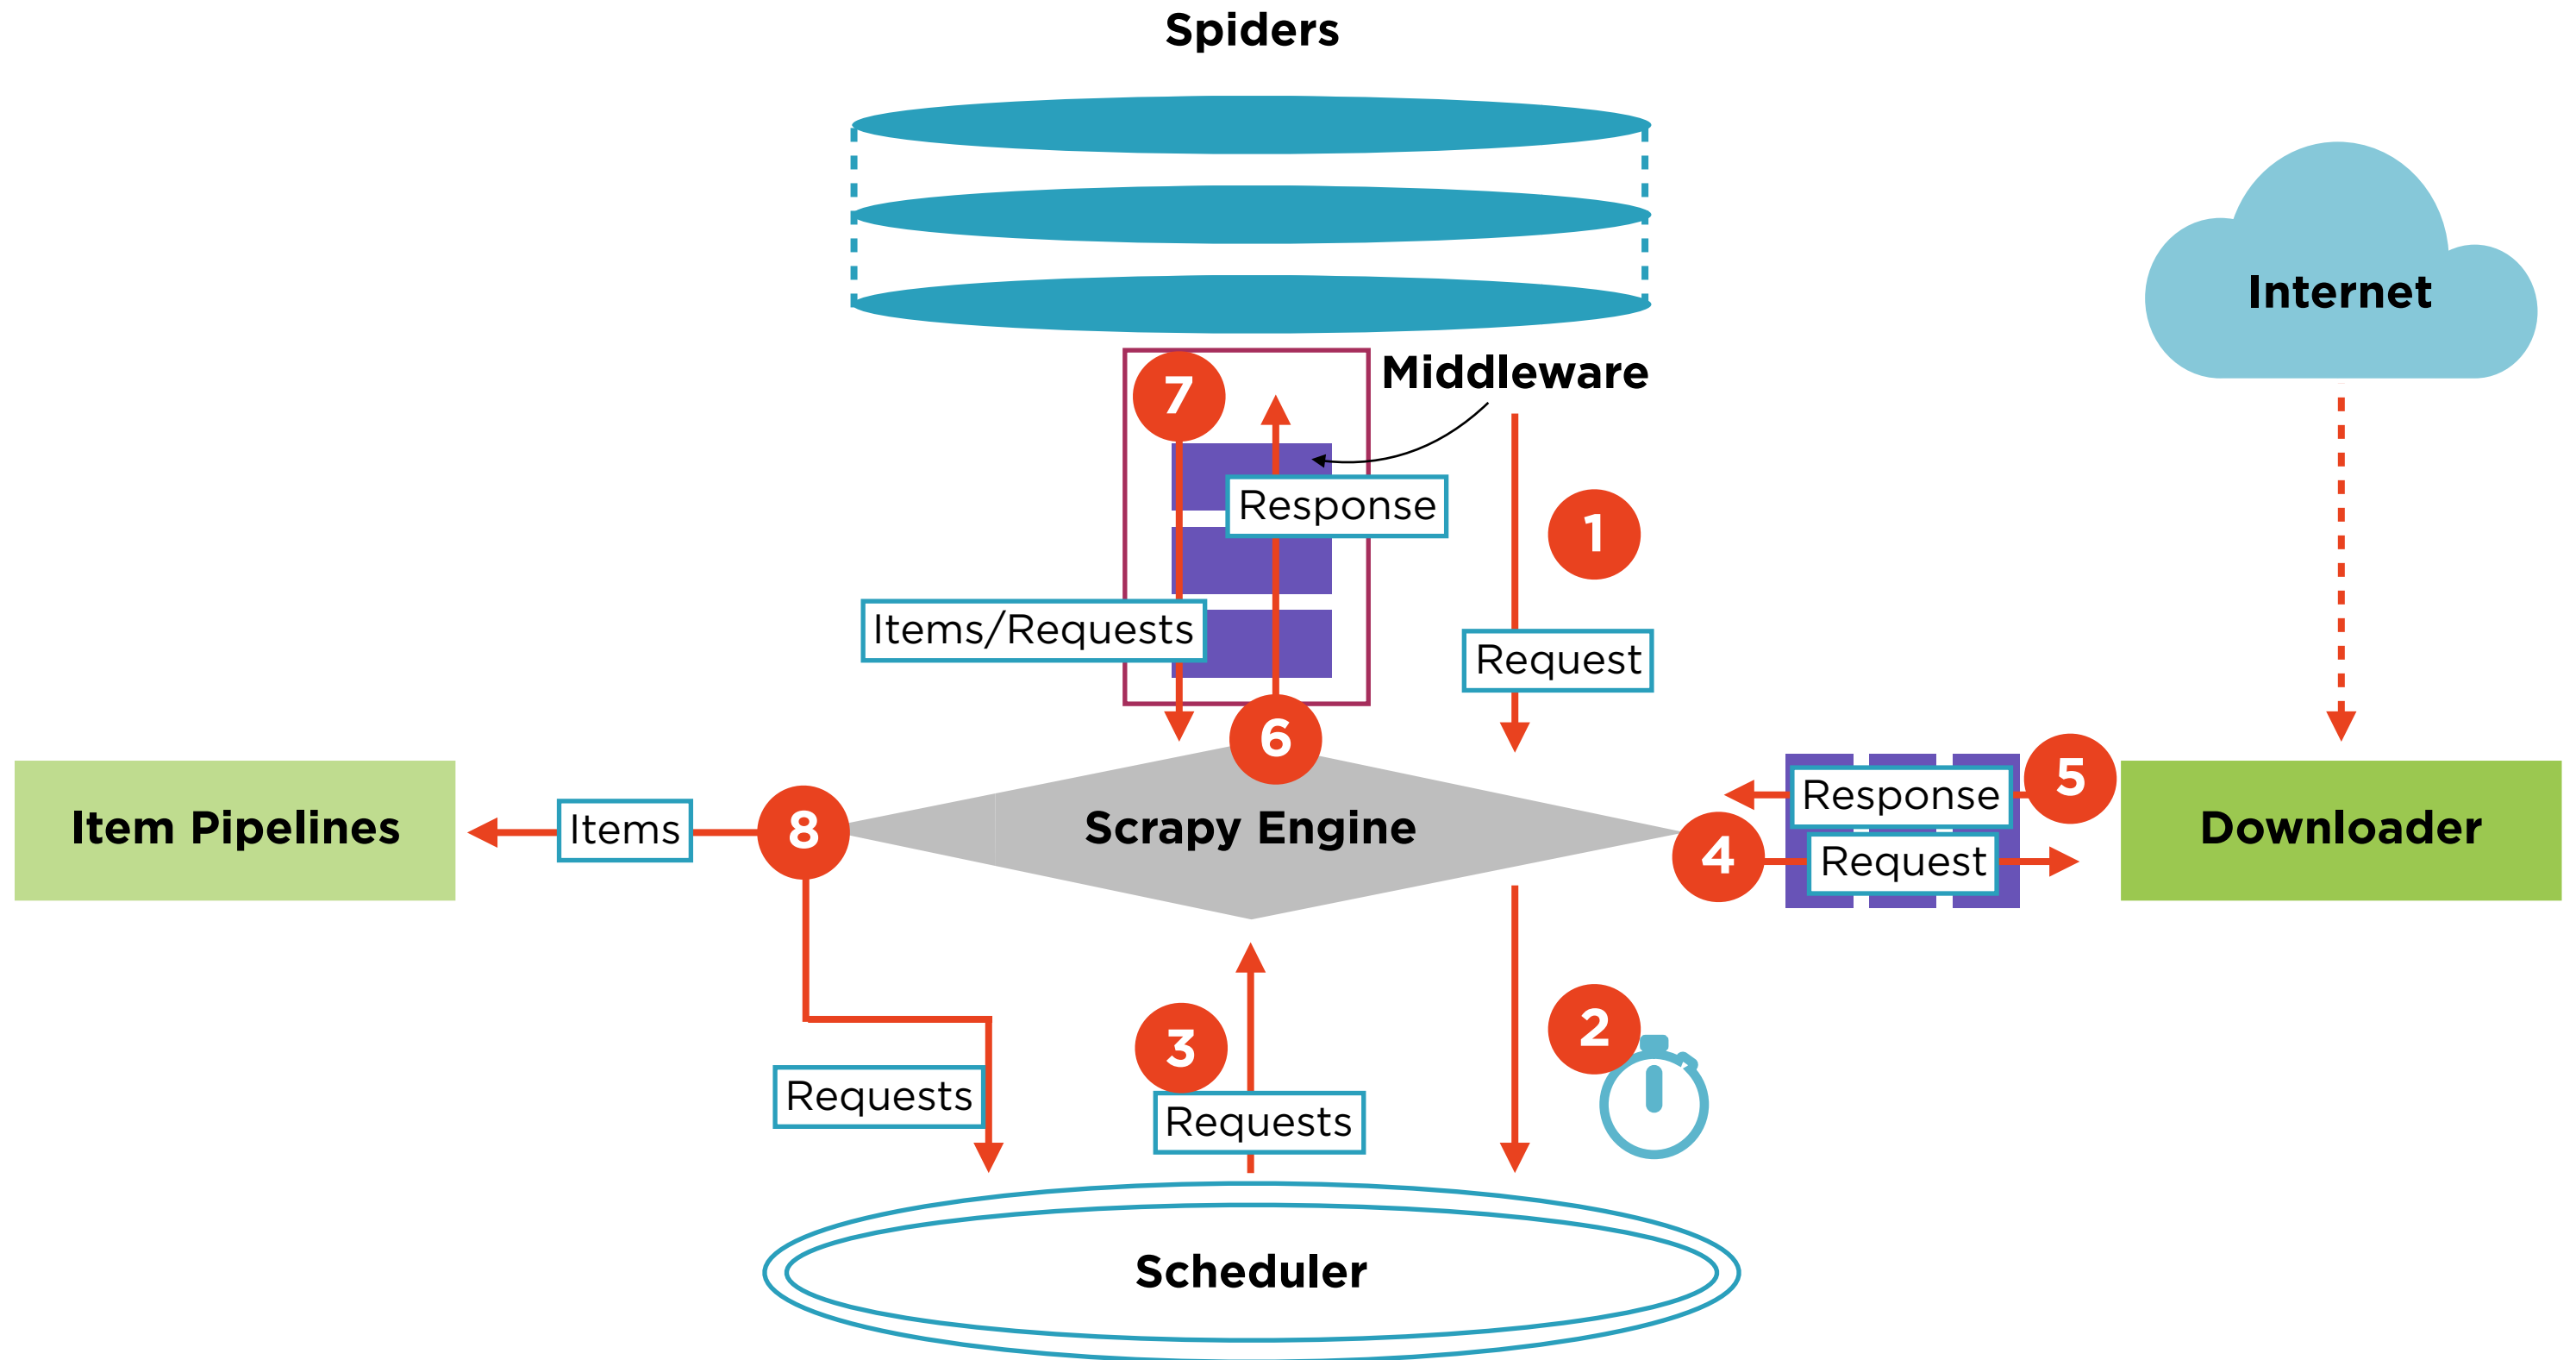 Spiders
Internet
Middleware
7
Response
1
Items/Requests
Request
6
5
Response
Item Pipelines
Items
8
Scrapy Engine
4
Request
Downloader
2
3
Requests
Requests
Scheduler